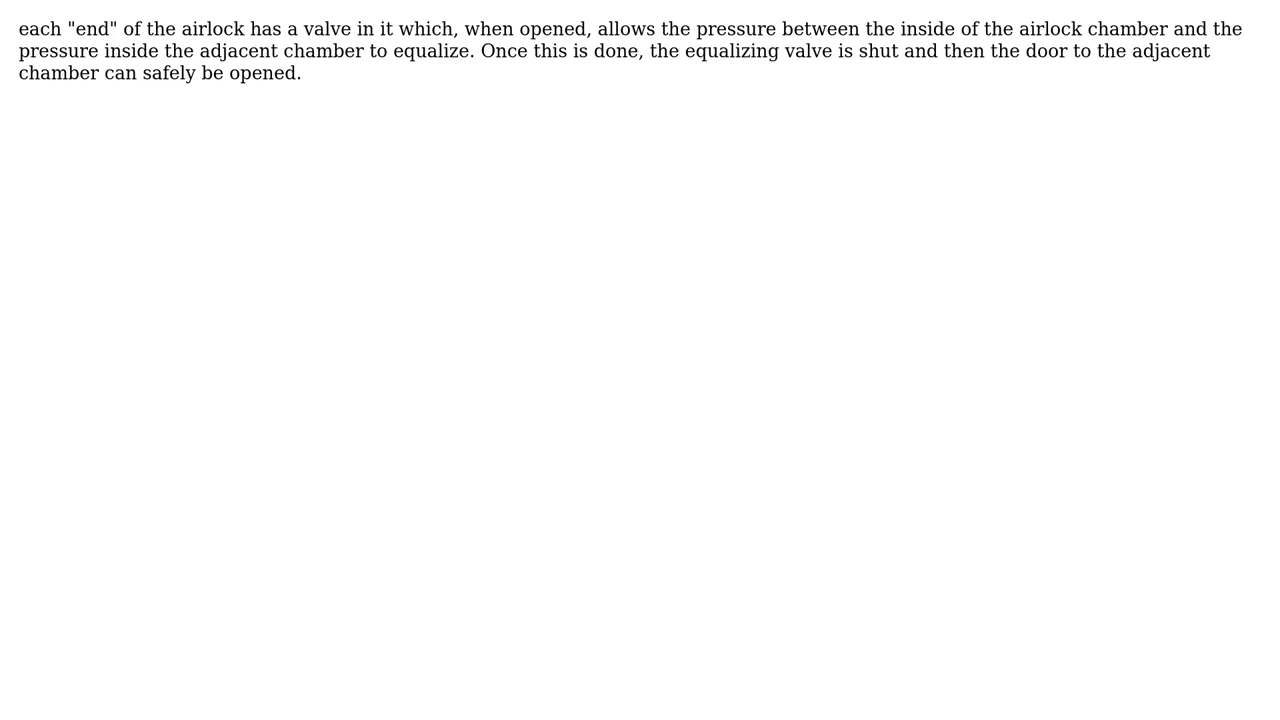 each "end" of the airlock has a valve in it which, when opened, allows the pressure between the inside of the airlock chamber and the
pressure inside the adjacent chamber to equalize. Once this is done, the equalizing valve is shut and then the door to the adjacent
chamber can safely be opened.